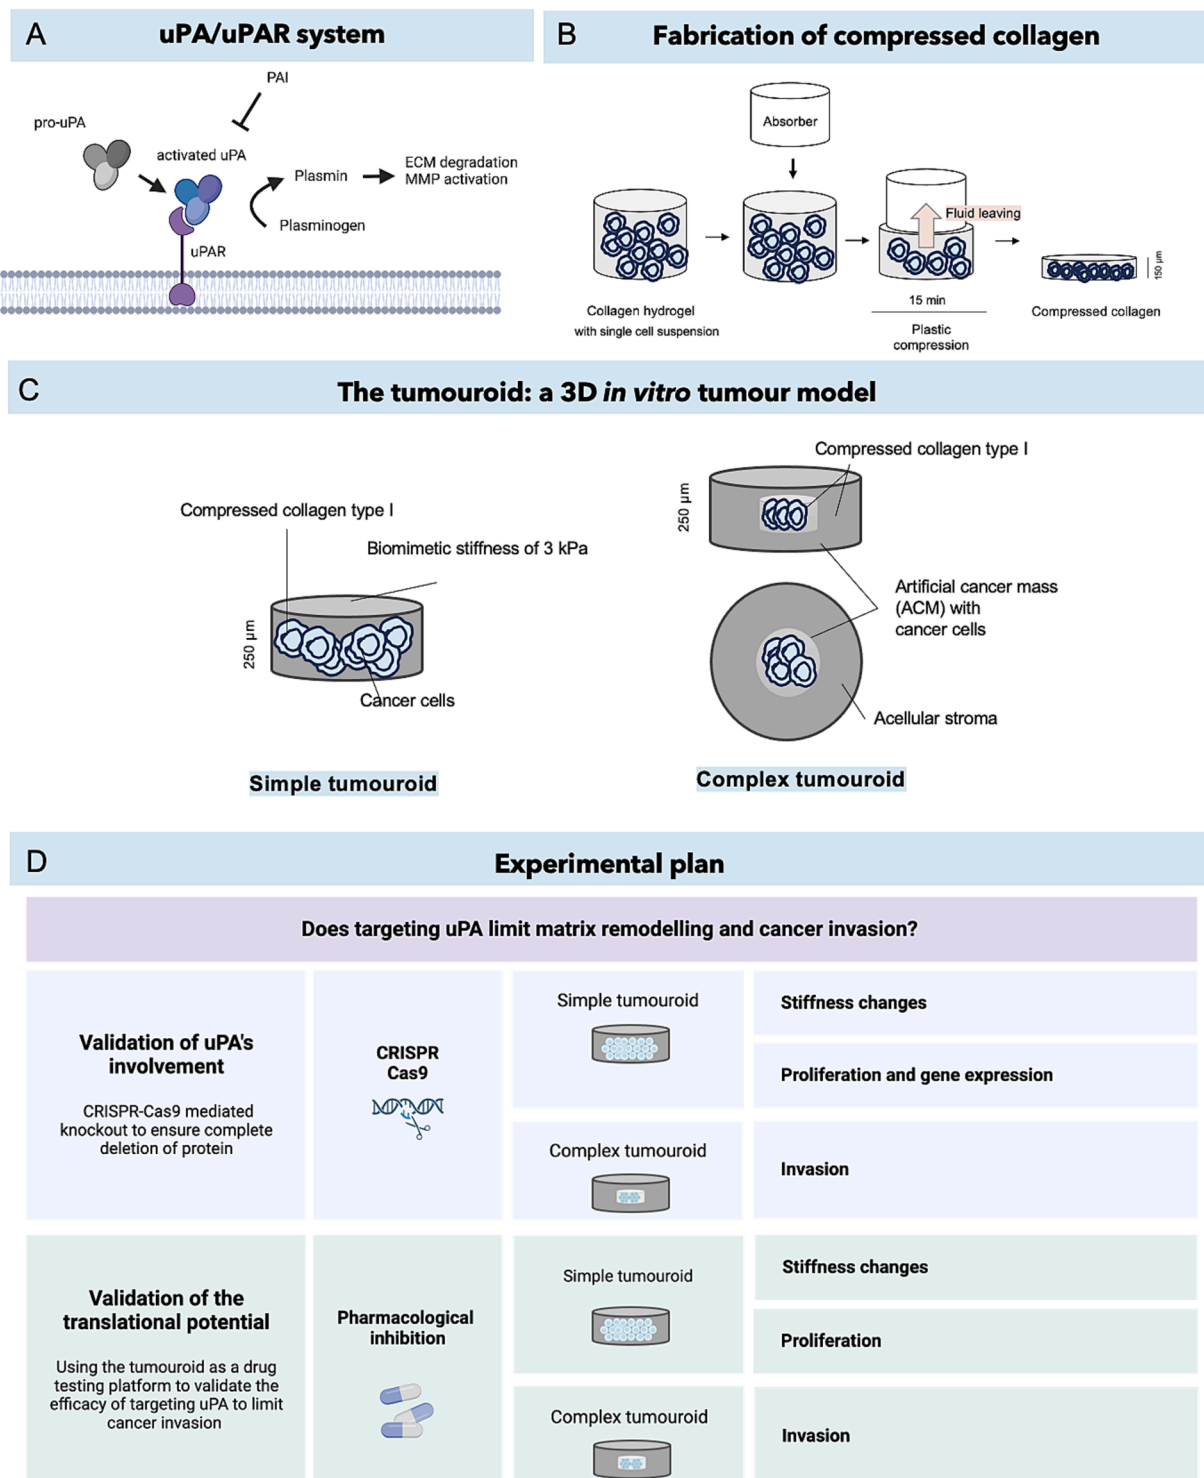 A
uPA/uPAR system
PAI
pro-uPA
activated uPA
Plasmin
ECM degradation
MMP activation
Plasminogen
uPAR
B
Fabrication of compressed collagen
Absorber
Fluid leaving
150 µm
15 min
Collagen hydrogel
with single cell suspension
Plastic
compression
Compressed collagen
C
The tumouroid: a 3D in vitro tumour model
Compressed collagen type I
Biomimetic stiffness of 3 kPa
250 µm
Cancer cells
Simple tumouroid
Compressed collagen type I
250 µm
Artificial cancer mass
(ACM) with
cancer cells
Acellular stroma
Complex tumouroid
D
Experimental plan
Does targeting uPA limit matrix remodelling and cancer invasion?
Validation of uPA's
involvement
CRISPR-Cas9 mediated
knockout to ensure complete
deletion of protein
CRISPR
Cas9
Simple tumouroid
Stiffness changes
Proliferation and gene expression
Complex tumouroid
Invasion
Validation of the
translational potential
Using the tumouroid as a drug
testing platform to validate the
efficacy of targeting uPA to limit
cancer invasion
Pharmacological
inhibition
Simple tumouroid
Stiffness changes
Proliferation
Complex tumouroid
Invasion